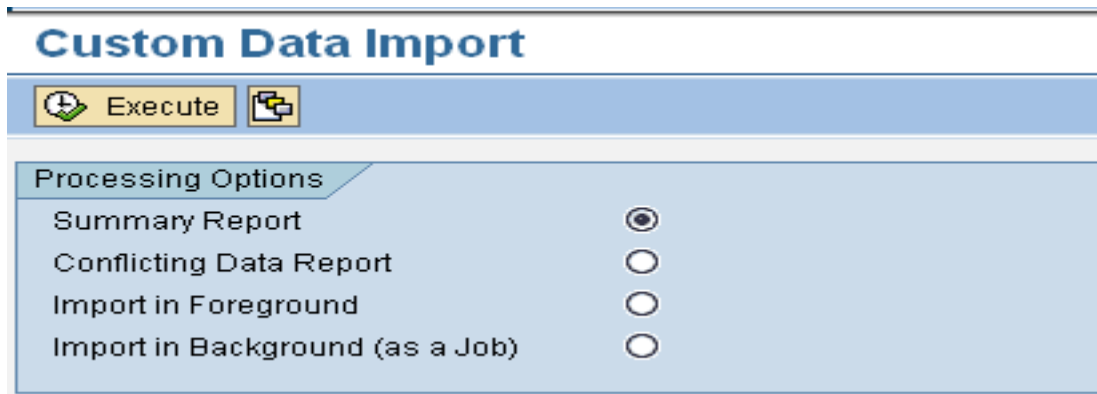 Custom Data Import
Execute
Processing Options
Summary Report
Conflicting Data Report
Import in Foreground
Import in Background (as a Job)